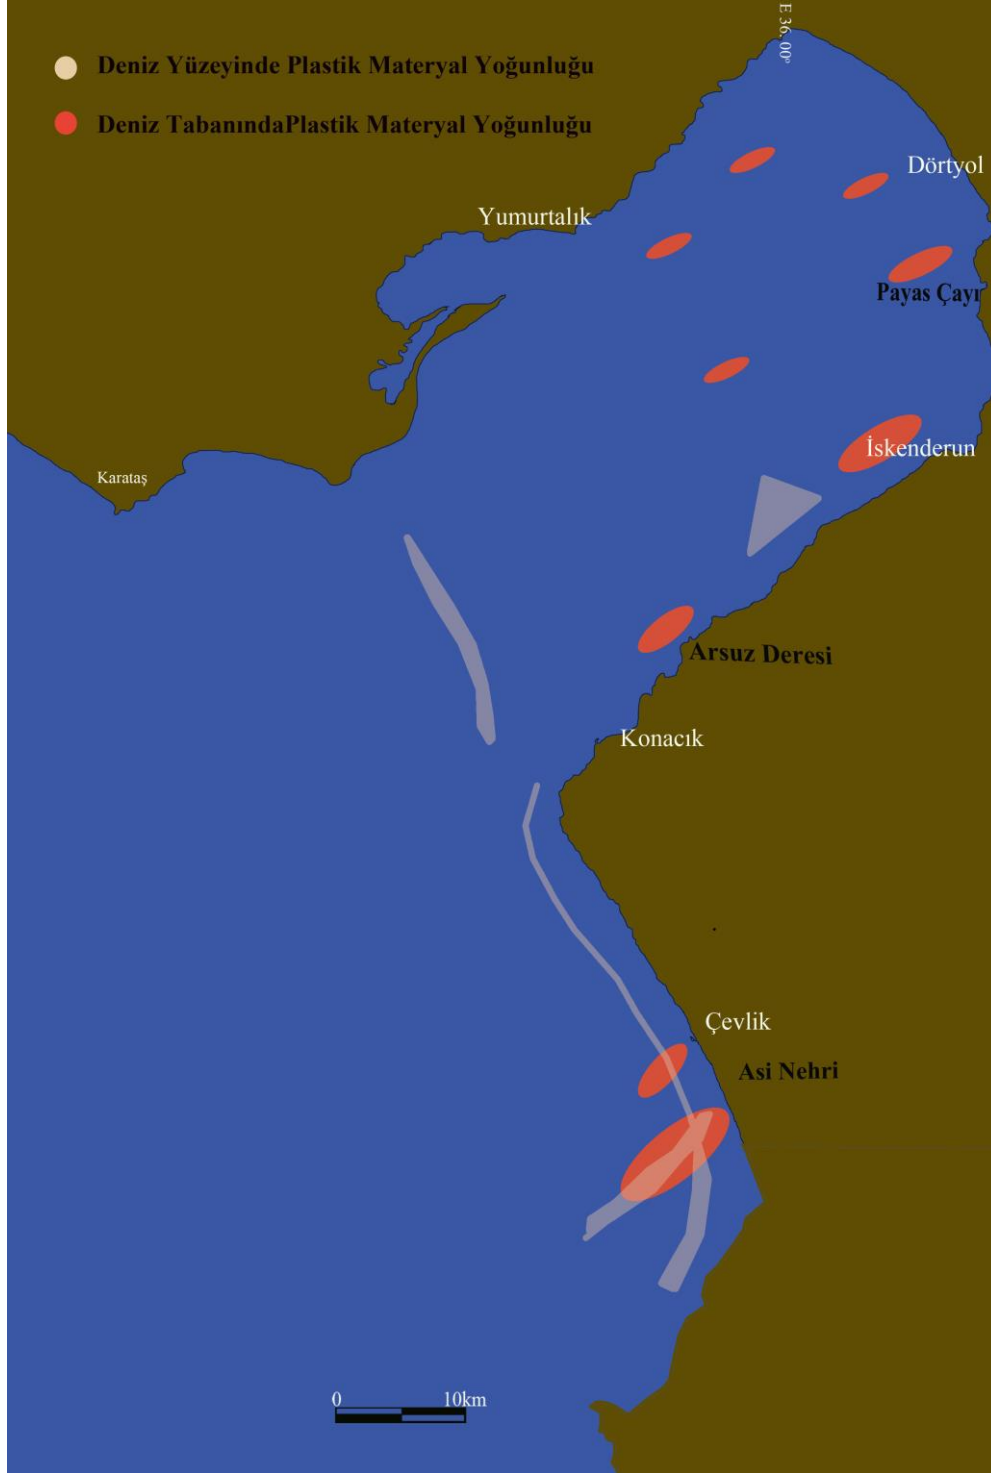 E 36.00°
Deniz Yüzeyinde Plastik Materyal Yoğunluğu
Deniz TabanındaPlastik Materyal Yoğunluğu
Dörtyol
Yumurtalık
Payas Çayı
İskenderun
Karataş
Arsuz Deresi
Konacık
Çevlik
Asi Nehri
0 10km